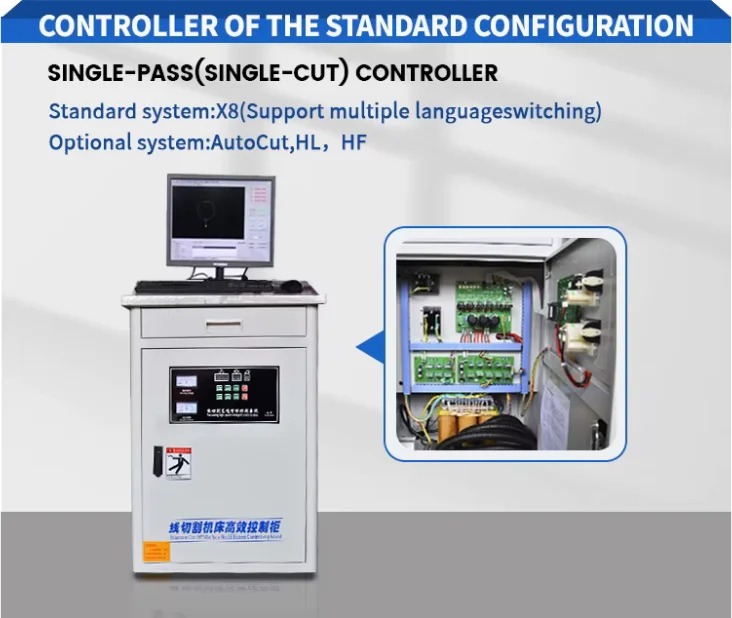 CONTROLLER OF THE STANDARD CONFIGURATION
SINGLE-PASS(SINGLE-CUT) CONTROLLER
Standard system:X8(Support multiple languageswitching)
Optional system:AutoCut,HL，HF
线切割机床高效控制柜